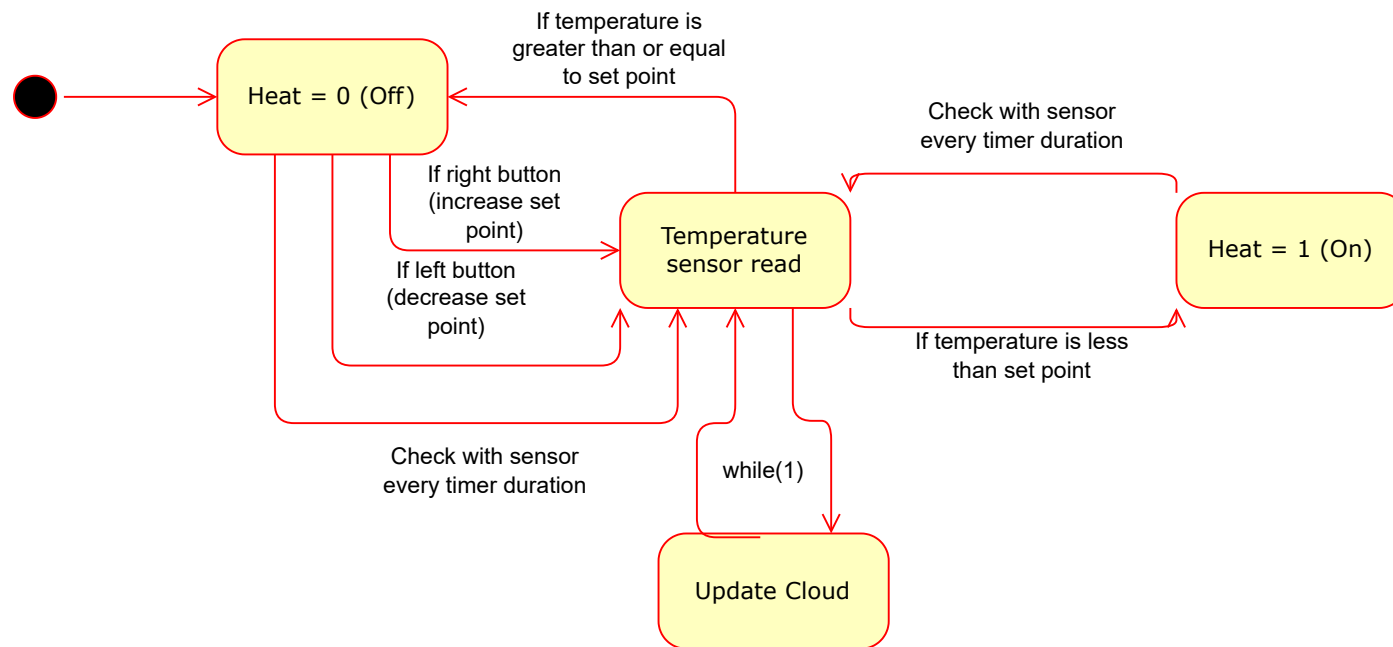 If temperature is
greater than or equal
to set point
Heat = 0 (Off)
Check with sensor
every timer duration
If right button
(increase set
point)
Temperature
sensor read
Heat = 1 (On)
If left button
(decrease set
point)
If temperature is less
than set point
Check with sensor
every timer duration
while(1)
Update Cloud